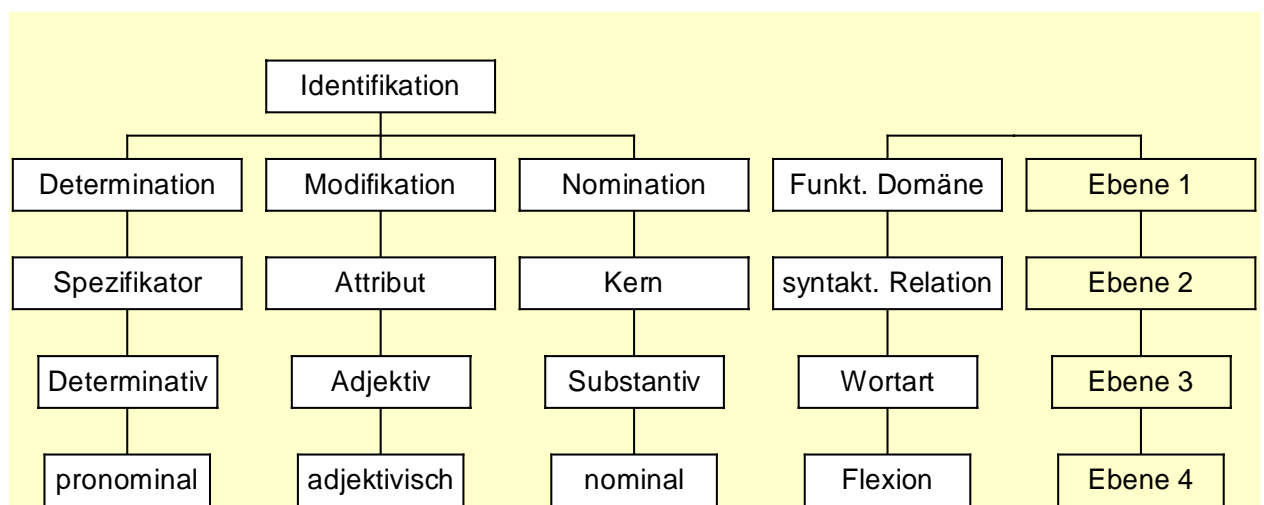 Identifikation
Determination Modifikation Nomination Funkt. Domäne Ebene 1
Spezifikator Attribut Kern syntakt. Relation Ebene 2
Determinativ Adjektiv Substantiv Wortart Ebene 3
pronominal adjektivisch nominal Flexion Ebene 4